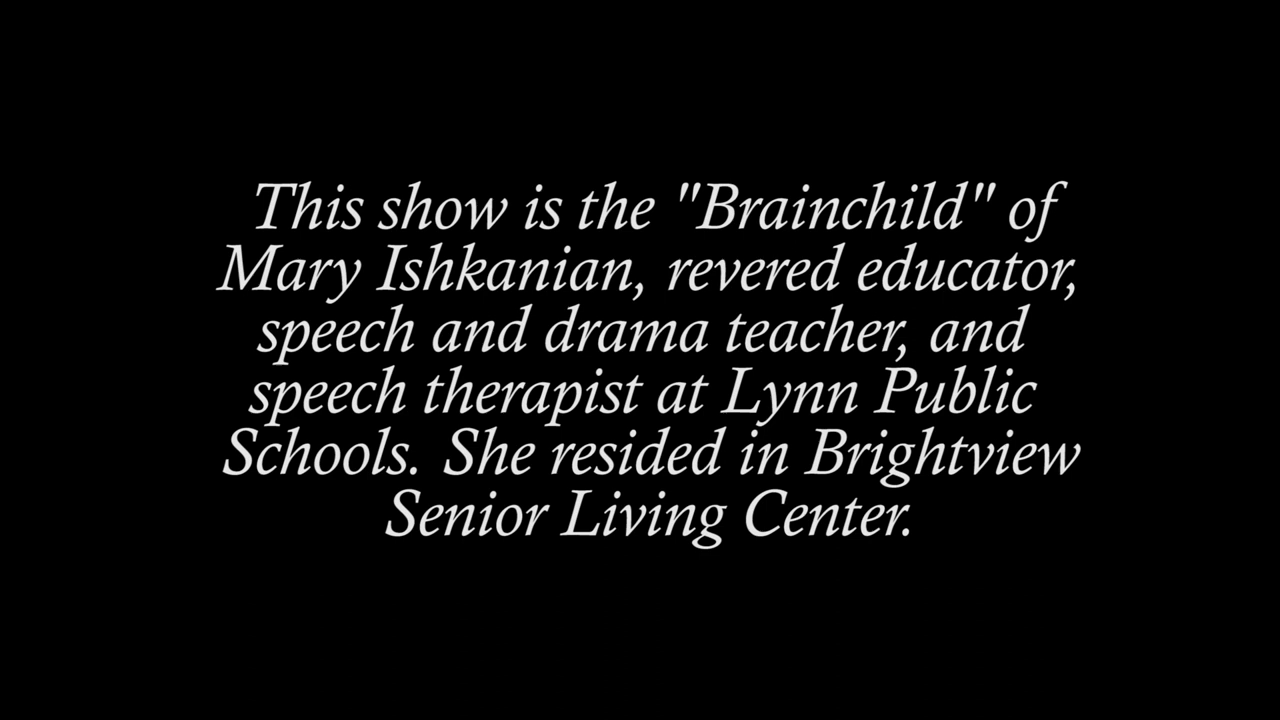 This show is the "Brainchild" of
Mary Ishkanian, revered educator,
speech and drama teacher, and
speech therapist at Lynn Public
Schools. She resided in Brightview
Senior Living Center.